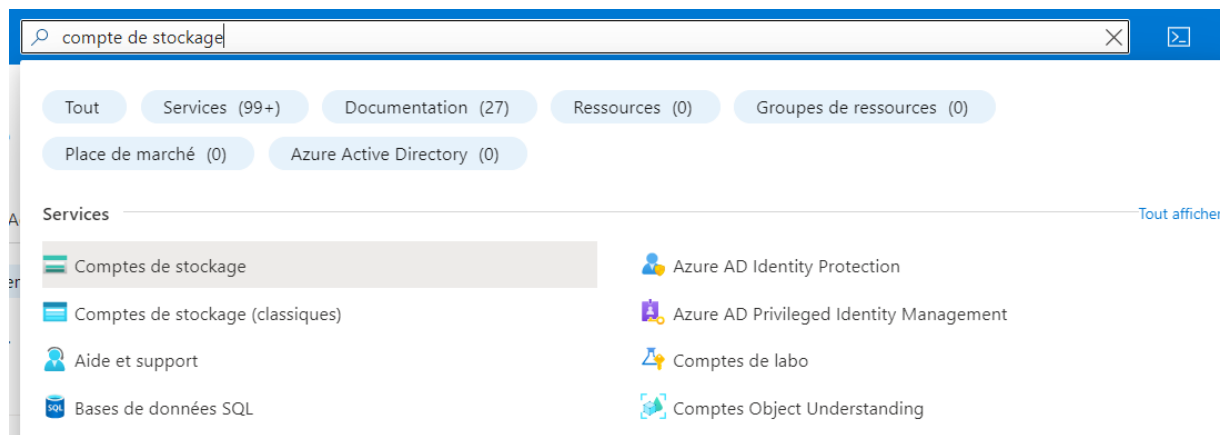 compte de stockage
Tout Services (99+) Documentation (27) Ressources (0) Groupes de ressources (0)
Place de marché (0) Azure Active Directory (0)
Services Tout afficher
Comptes de stockage Azure AD Identity Protection
Comptes de stockage (classiques) Azure AD Privileged Identity Management
Aide et support Comptes de labo
SQL Bases de données SQL Comptes Object Understanding